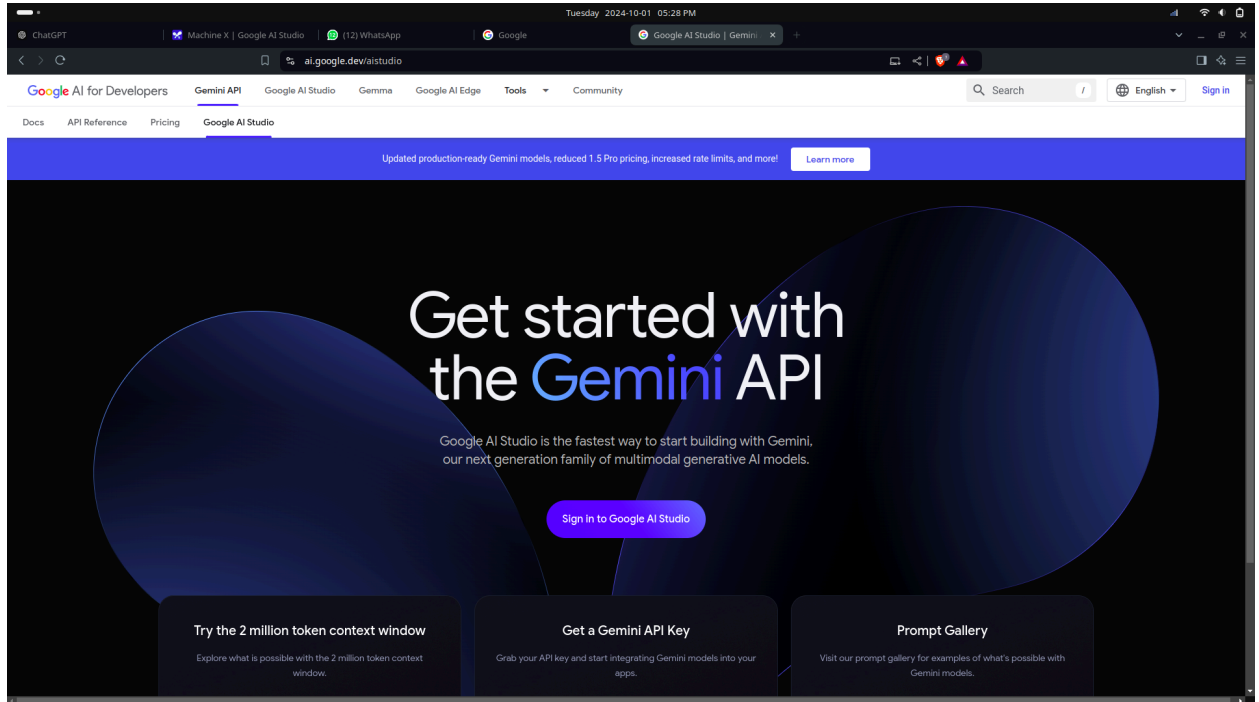 Tuesday 2024-10-01 05:28 PM
ChatGPT
Machine X | Google AI Studio
(12) WhatsApp
Google
Google AI Studio | Gemini
ai.google.dev/aistudio
Google AI for Developers
Gemini API
Google AI Studio
Gemma
Google AI Edge
Tools
Community
Search
/
English
Sign in
Docs
API Reference
Pricing
Google AI Studio
Updated production-ready Gemini models, reduced 1.5 Pro pricing, increased rate limits, and more!
Learn more
Get started with
the Gemini API
Google AI Studio is the fastest way to start building with Gemini,
our next generation family of multimodal generative AI models.
Sign in to Google AI Studio
Try the 2 million token context window
Explore what is possible with the 2 million token context
window.
Get a Gemini API Key
Grab your API key and start integrating Gemini models into your
apps.
Prompt Gallery
Visit our prompt gallery for examples of what's possible with
Gemini models.